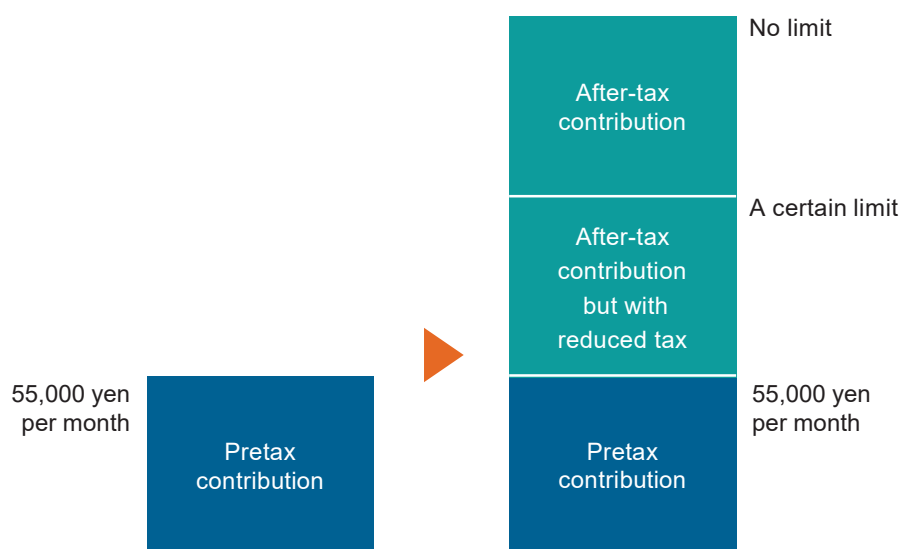 55,000 yen
per month
Pretax
contribution
No limit
After-tax
contribution
A certain limit
After-tax
contribution
but with
reduced tax
55,000 yen
per month
Pretax
contribution